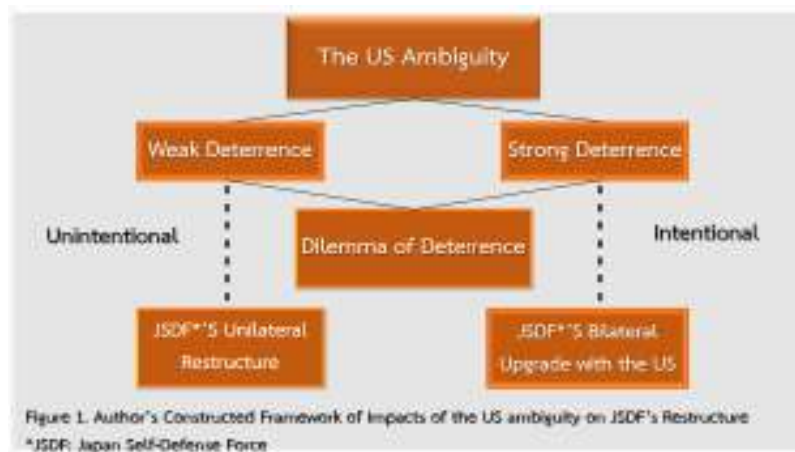 The US Ambiguity
Weak Deterrence
Strong Deterrence
Unintentional
Dilemma of Deterrence
Intentional
JSDF*'S Unilateral
Restructure
JSDF*'S Bilateral
Upgrade with the US
Figure 1. Author's Constructed Framework of Impacts of the US ambiguity on JSDF's Restructure
*JSDF: Japan Self-Defense Force